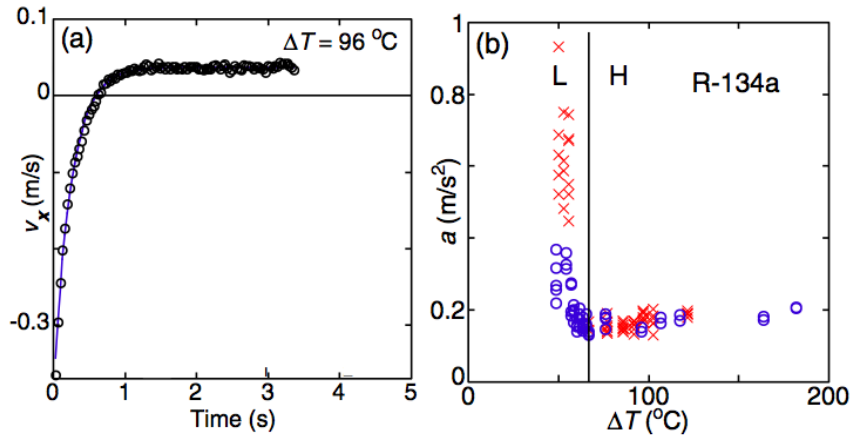 (a)
ΔT = 96 °C
0.1
0
-0.3
vx (m/s)
0 1 2 3 4 5
Time (s)
(b)
L H R-134a
1
0.8
0.6
0.4
0.2
0
a (m/s²)
0 100 200
ΔT (°C)